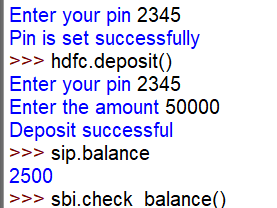 Enter your pin 2345
Pin is set successfully
>>> hdfc.deposit()
Enter your pin 2345
Enter the amount 50000
Deposit successful
>>> sip.balance
2500
>>> sbi.check_balance()